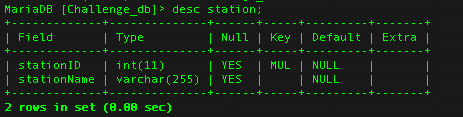 MariaDB [Challenge_db]> desc station;
+-------------+--------------+------+-----+---------+-------+
| Field       | Type         | Null | Key | Default | Extra |
+-------------+--------------+------+-----+---------+-------+
| stationID   | int(11)      | YES  | MUL | NULL    |       |
| stationName | varchar(255) | YES  |     | NULL    |       |
+-------------+--------------+------+-----+---------+-------+
2 rows in set (0.00 sec)